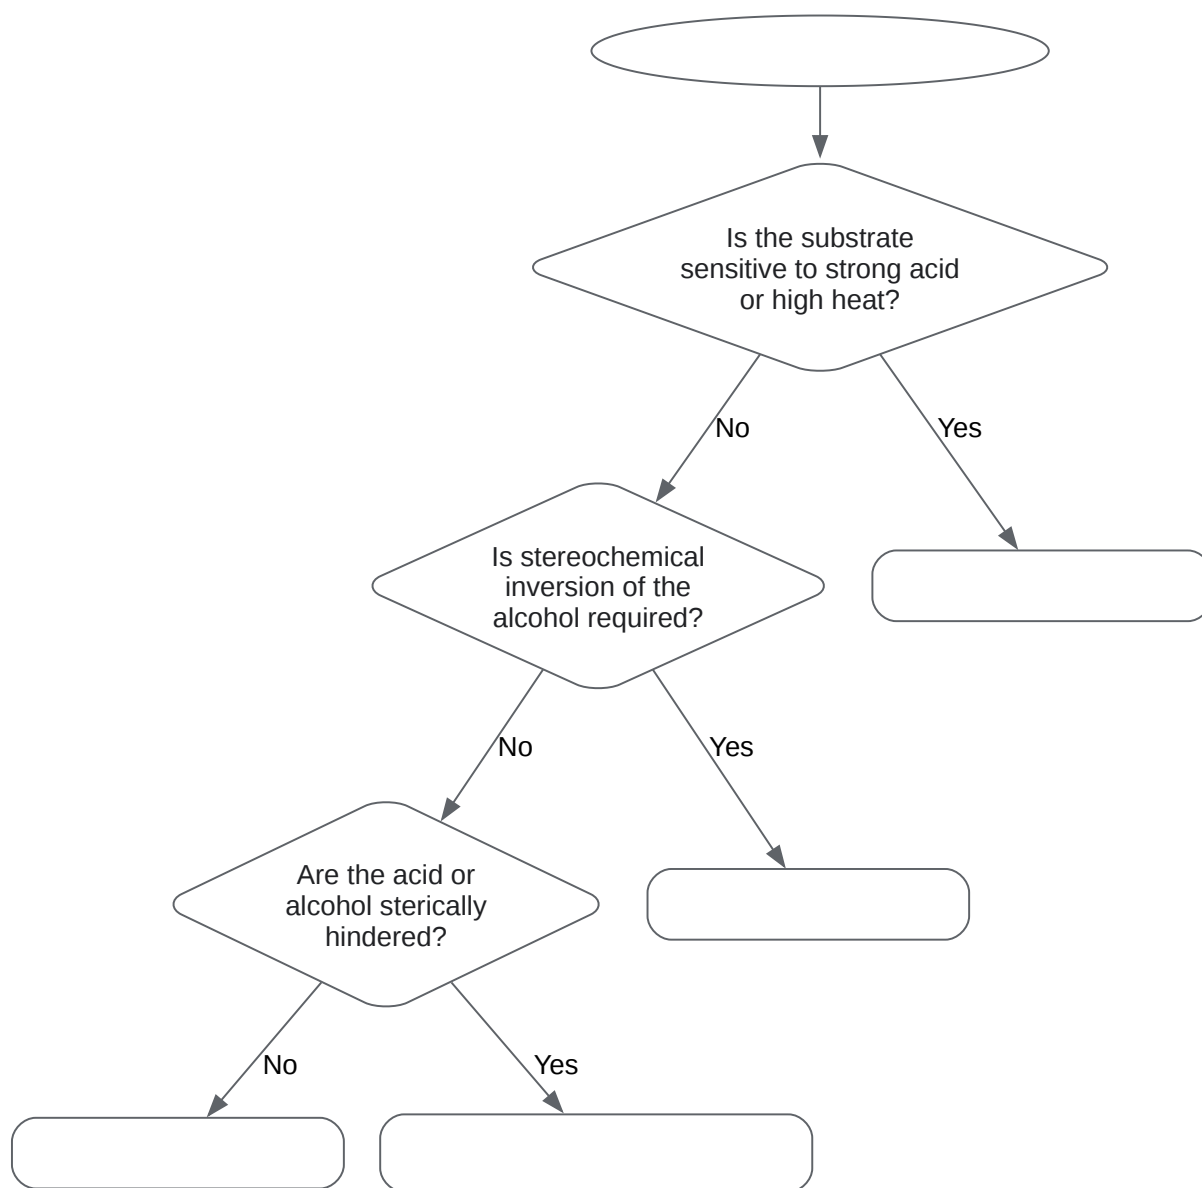 Is the substrate
sensitive to strong acid
or high heat?
No
Yes
Is stereochemical
inversion of the
alcohol required?
No
Yes
Are the acid or
alcohol sterically
hindered?
No
Yes